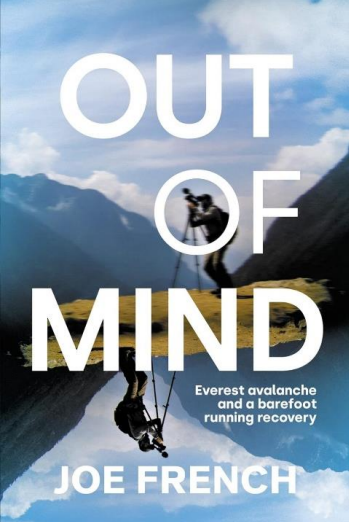 OUT
OF
MIND
Everest avalanche
and a barefoot
running recovery
JOE FRENCH